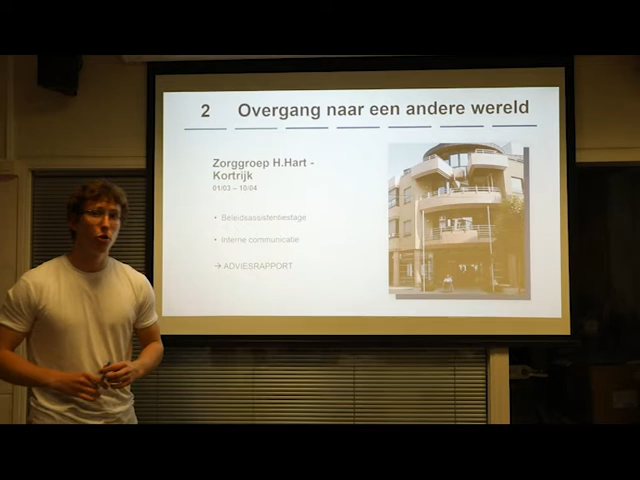 2 Overgang naar een andere wereld
Zorggroep H.Hart -
Kortrijk
01/03 – 10/04
• Beleidsassistentiestage
• Interne communicatie
→ ADVIESRAPPORT